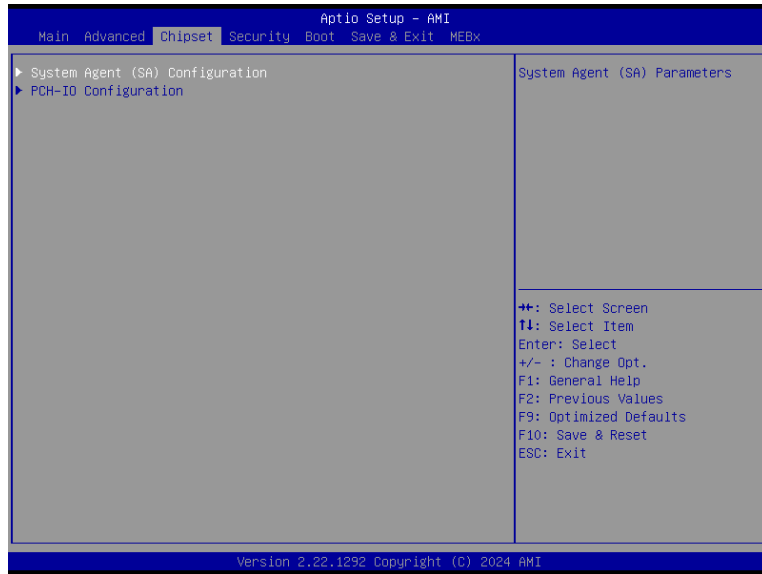 Aptio Setup – AMI
Main Advanced Chipset Security Boot Save & Exit MEBx
▶ System Agent (SA) Configuration
▶ PCH-IO Configuration
System Agent (SA) Parameters
→←: Select Screen
↑↓: Select Item
Enter: Select
+/- : Change Opt.
F1: General Help
F2: Previous Values
F9: Optimized Defaults
F10: Save & Reset
ESC: Exit
Version 2.22.1292 Copyright (C) 2024 AMI